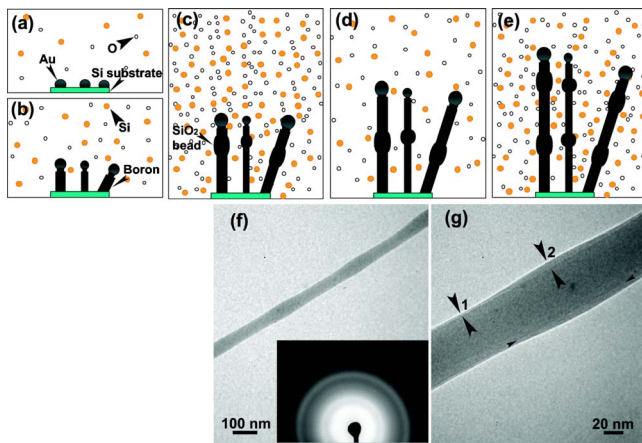 (a)
O
Au
Si substrate
(b)
Si
Boron
(c)
SiO₂
bead
(d)
(e)
(f)
100 nm
(g)
1
2
20 nm